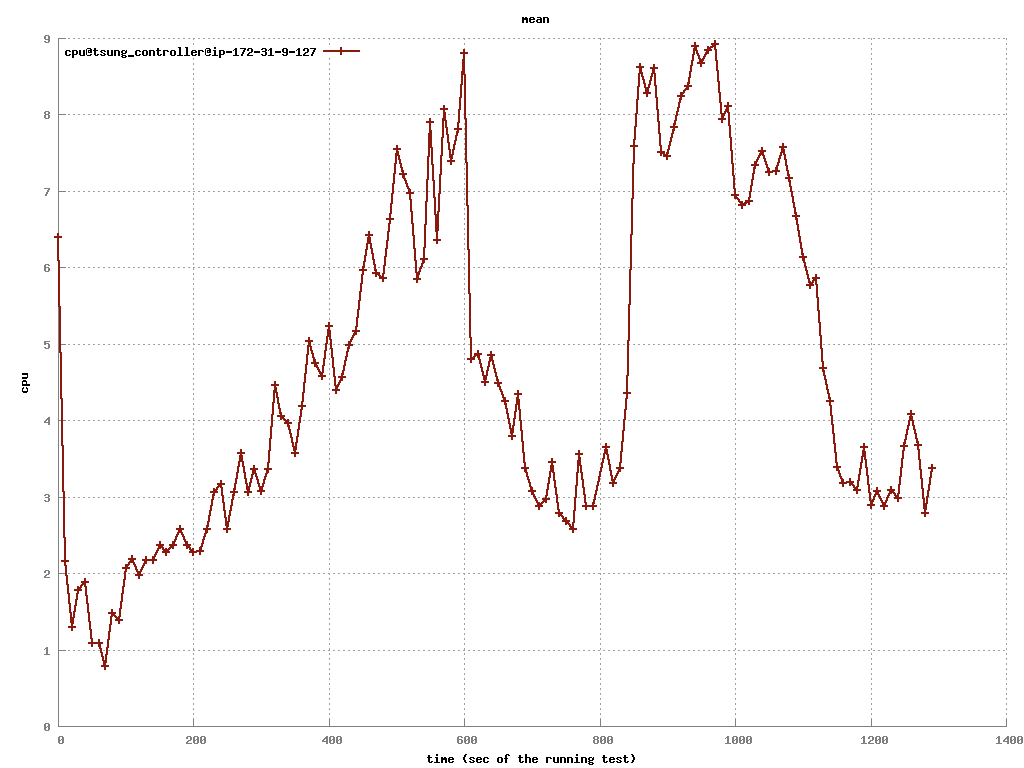 mean
9
cpu@tsung_controller@ip-172-31-9-127
8
7
6
5
cpu
4
3
2
1
0
0 200 400 600 800 1000 1200 1400
time (sec of the running test)